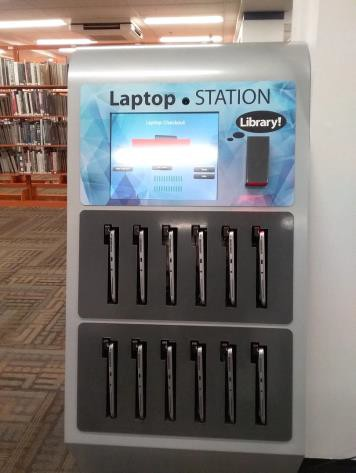 Laptop • STATION
Library!
Laptop Checkout